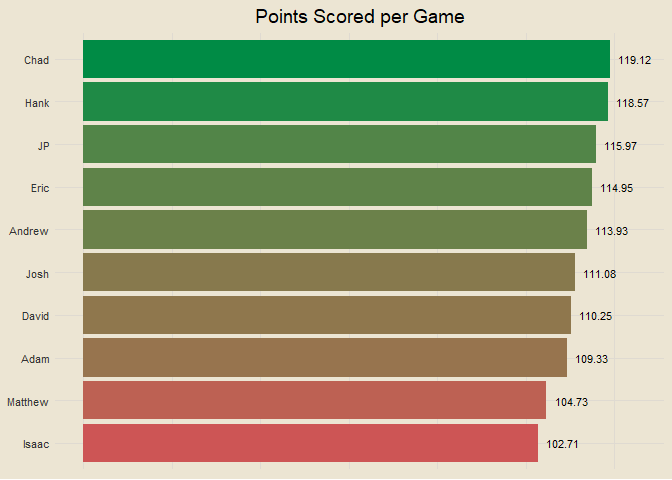 Points Scored per Game
Chad 119.12
Hank 118.57
JP 115.97
Eric 114.95
Andrew 113.93
Josh 111.08
David 110.25
Adam 109.33
Matthew 104.73
Isaac 102.71